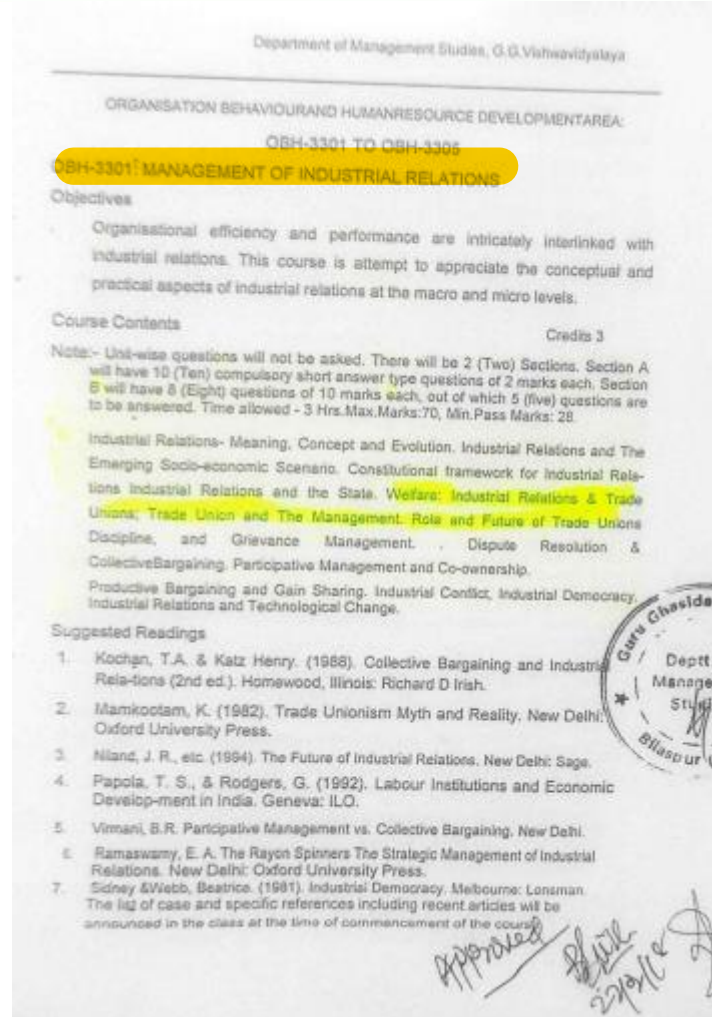 Department of Management Studies, G.G.Vishwavidyalaya
ORGANISATION BEHAVIOURAND HUMANRESOURCE DEVELOPMENTAREA:
OBH-3301 TO OBH-3305
OBH-3301: MANAGEMENT OF INDUSTRIAL RELATIONS
Objectives
Organisational efficiency and performance are intricately interlinked with
industrial relations. This course is attempt to appreciate the conceptual and
practical aspects of industrial relations at the macro and micro levels.
Course Contents
Credits 3
Note:- Unit-wise questions will not be asked. There will be 2 (Two) Sections. Section A
will have 10 (Ten) compulsory short answer type questions of 2 marks each. Section
B will have 8 (Eight) questions of 10 marks each, out of which 5 (five) questions are
to be answered. Time allowed - 3 Hrs.Max.Marks:70, Min.Pass Marks: 28.
Industrial Relations- Meaning, Concept and Evolution. Industrial Relations and The
Emerging Socio-economic Scenario. Constitutional framework for Industrial Rela-
tions Industrial Relations and the State. Welfare: Industrial Relations & Trade
Unions; Trade Union and The Management. Role and Future of Trade Unions
Discipline, and Grievance Management. . Dispute Resolution &
CollectiveBargaining. Participative Management and Co-ownership.
Productive Bargaining and Gain Sharing. Industrial Conflict, Industrial Democracy.
Industrial Relations and Technological Change.
Suggested Readings
1. Kochan, T.A. & Katz Henry. (1988). Collective Bargaining and Industrial
Rela-tions (2nd ed.). Homewood, Illinois: Richard D Irish.
2. Mamkootam, K. (1982). Trade Unionism Myth and Reality, New Delhi:
Oxford University Press.
3. Niland, J. R., etc. (1994). The Future of Industrial Relations. New Delhi: Sage.
4. Papola, T. S., & Rodgers, G. (1992). Labour Institutions and Economic
Develop-ment in India. Geneva: ILO.
5. Virmani, B.R. Participative Management vs. Collective Bargaining. New Delhi.
6. Ramaswamy, E. A. The Rayon Spinners The Strategic Management of Industrial
Relations. New Delhi: Oxford University Press.
7. Sidney &Webb, Beatrice. (1981). Industrial Democracy. Melbourne: Lonsman.
The list of case and specific references including recent articles will be
announced in the class at the time of commencement of the course
Guru Ghasida
Deptt
Manage
Bilaspur
Approved